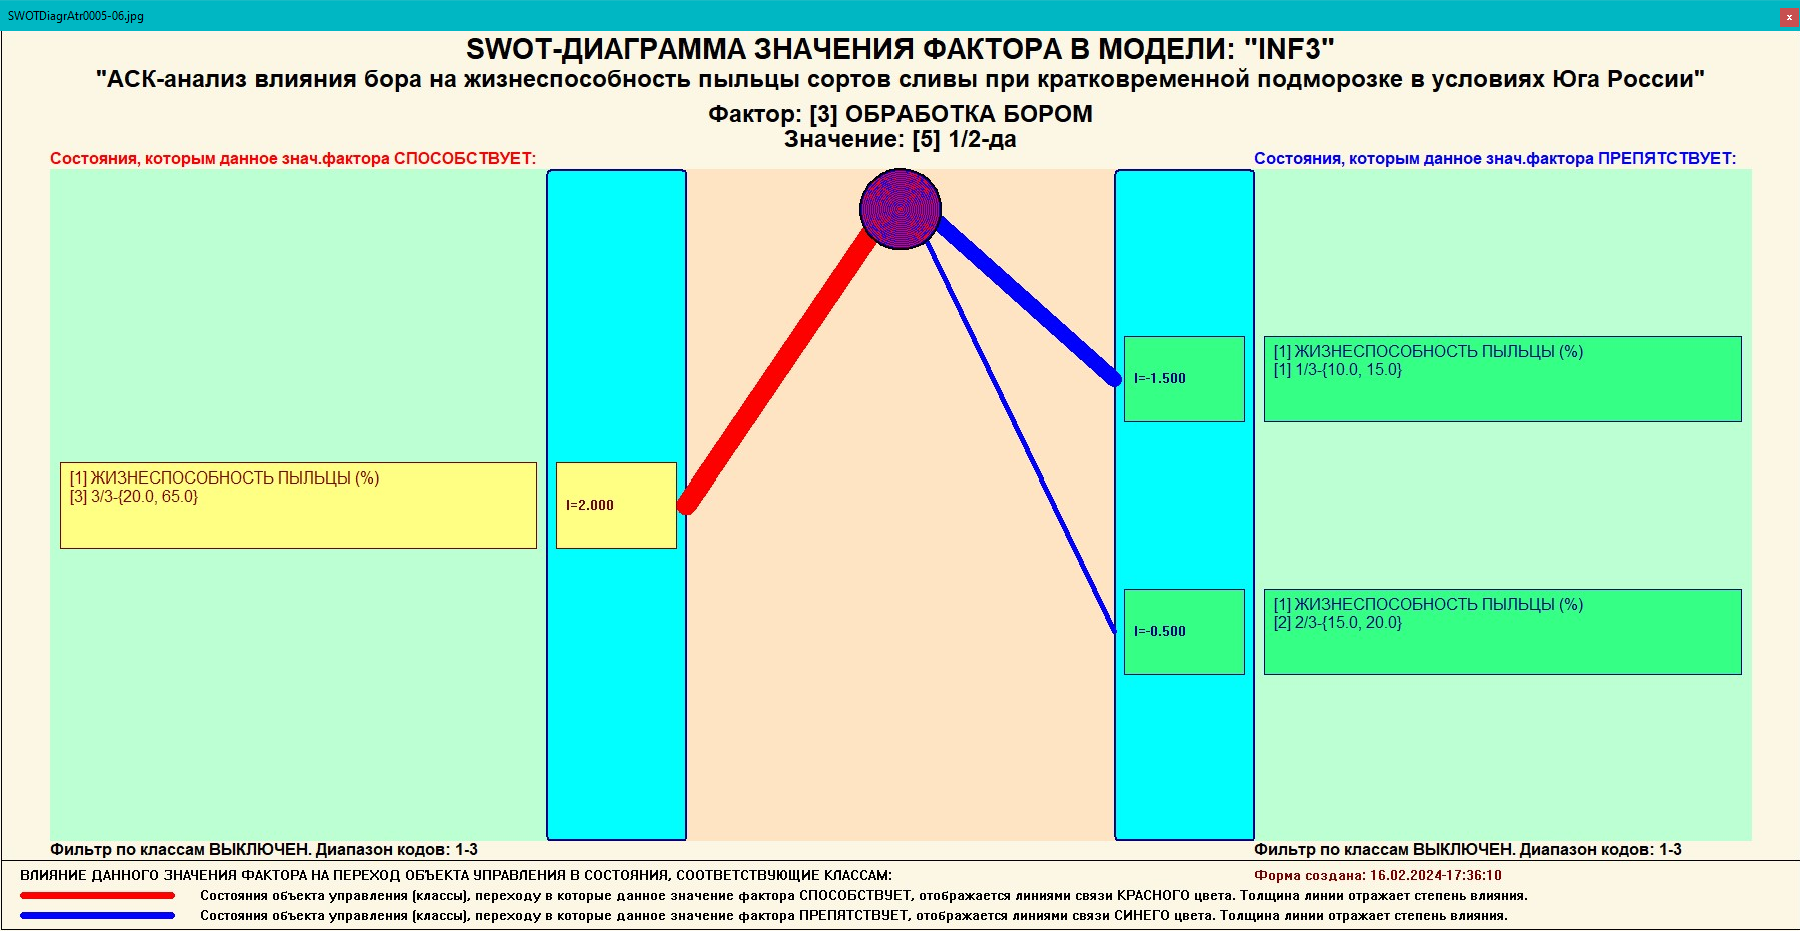 SWOTDiagrAtr0005-06.jpg
x
SWOT-ДИАГРАММА ЗНАЧЕНИЯ ФАКТОРА В МОДЕЛИ: "INF3"
"АСК-анализ влияния бора на жизнеспособность пыльцы сортов сливы при кратковременной подморозке в условиях Юга России"
Фактор: [3] ОБРАБОТКА БОРОМ
Значение: [5] 1/2-да
Состояния, которым данное знач.фактора СПОСОБСТВУЕТ:
Состояния, которым данное знач.фактора ПРЕПЯТСТВУЕТ:
[1] ЖИЗНЕСПОСОБНОСТЬ ПЫЛЬЦЫ (%)
[3] 3/3-{20.0, 65.0}
I=2.000
I=-1.500
[1] ЖИЗНЕСПОСОБНОСТЬ ПЫЛЬЦЫ (%)
[1] 1/3-{10.0, 15.0}
I=-0.500
[1] ЖИЗНЕСПОСОБНОСТЬ ПЫЛЬЦЫ (%)
[2] 2/3-{15.0, 20.0}
Фильтр по классам ВЫКЛЮЧЕН. Диапазон кодов: 1-3
Фильтр по классам ВЫКЛЮЧЕН. Диапазон кодов: 1-3
ВЛИЯНИЕ ДАННОГО ЗНАЧЕНИЯ ФАКТОРА НА ПЕРЕХОД ОБЪЕКТА УПРАВЛЕНИЯ В СОСТОЯНИЯ, СООТВЕТСТВУЮЩИЕ КЛАССАМ:
Форма создана: 16.02.2024-17:36:10
Состояния объекта управления (классы), переходу в которые данное значение фактора СПОСОБСТВУЕТ, отображается линиями связи КРАСНОГО цвета. Толщина линии отражает степень влияния.
Состояния объекта управления (классы), переходу в которые данное значение фактора ПРЕПЯТСТВУЕТ, отображается линиями связи СИНЕГО цвета. Толщина линии отражает степень влияния.